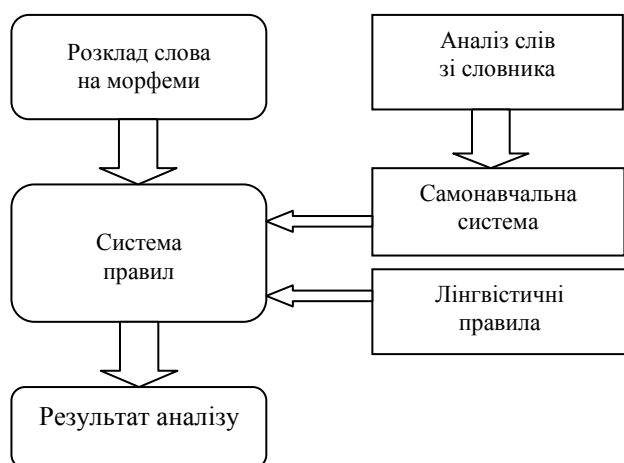 Розклад слова
на морфеми
Аналіз слів
зі словника
Самонавчальна
система
Система
правил
Лінгвістичні
правила
Результат аналізу